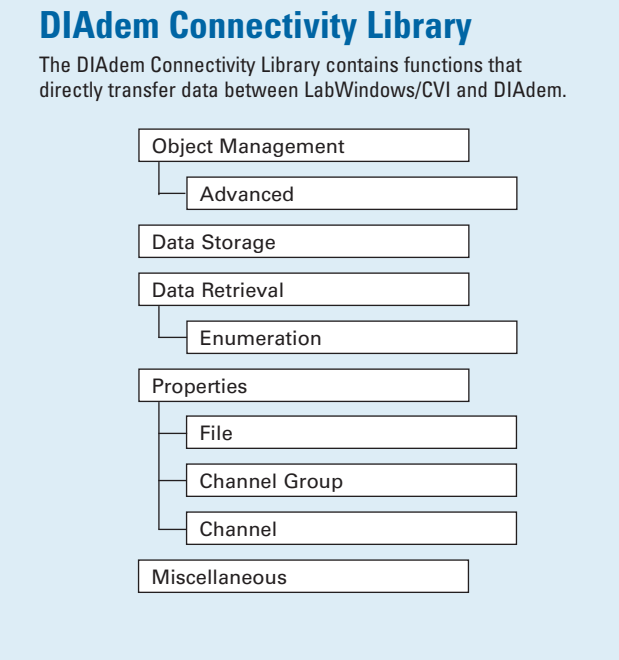 DIAdem Connectivity Library
The DIAdem Connectivity Library contains functions that
directly transfer data between LabWindows/CVI and DIAdem.
Object Management
Advanced
Data Storage
Data Retrieval
Enumeration
Properties
File
Channel Group
Channel
Miscellaneous